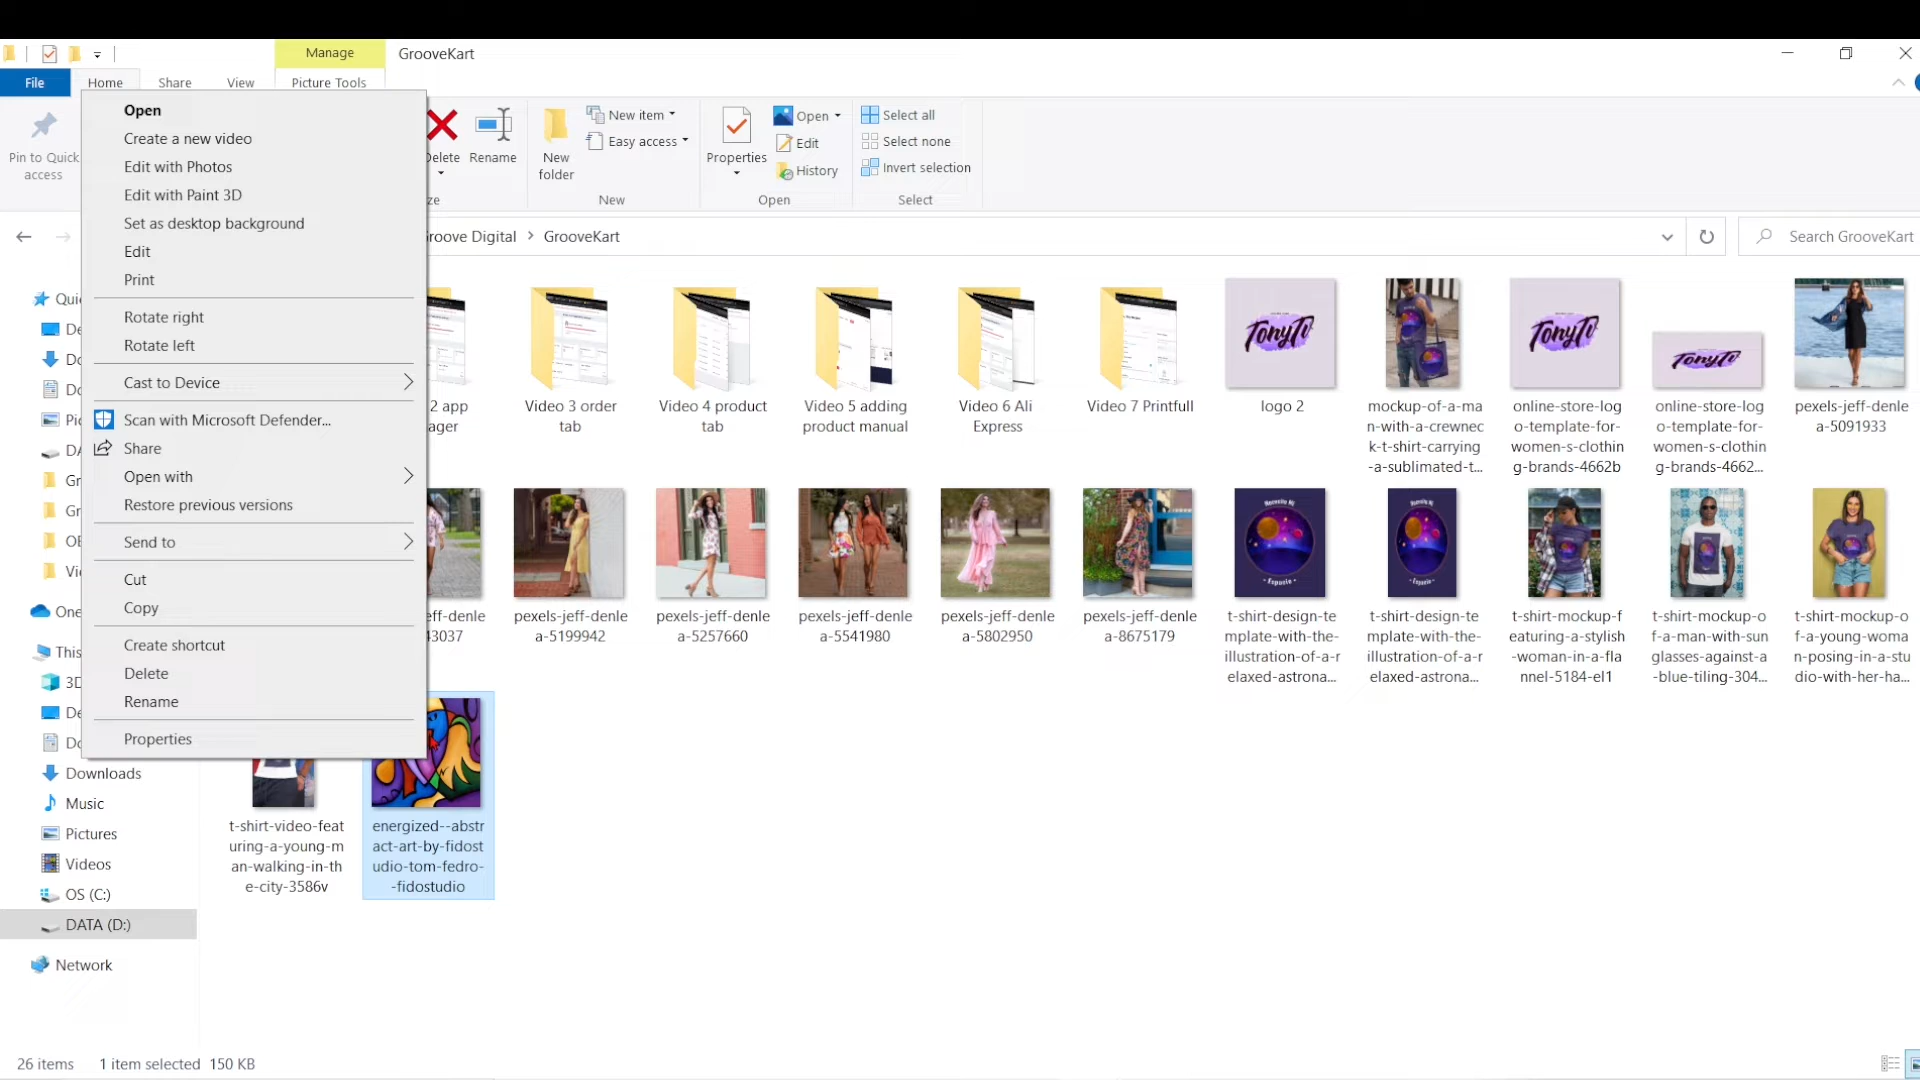 Manage
GrooveKart
File
Home
Share
View
Picture Tools
Pin to Quick
access
Delete
Rename
New
folder
New item
Easy access
Properties
Open
Edit
History
Select all
Select none
Invert selection
New
Open
Select
Groove Digital
GrooveKart
Search GrooveKart
Open
Create a new video
Edit with Photos
Edit with Paint 3D
Set as desktop background
Edit
Print
Rotate right
Rotate left
Cast to Device
Scan with Microsoft Defender...
Share
Open with
Restore previous versions
Send to
Cut
Copy
Create shortcut
Delete
Rename
Properties
Downloads
Music
Pictures
Videos
OS (C:)
DATA (D:)
Network
2 app
ager
Video 3 order
tab
Video 4 product
tab
Video 5 adding
product manual
Video 6 Ali
Express
Video 7 Printfull
TonyTv
logo 2
mockup-of-a-ma
n-with-a-crewnec
k-t-shirt-carrying
-a-sublimated-t...
TonyTv
online-store-log
o-template-for-
women-s-clothin
g-brands-4662b
TonyTv
online-store-log
o-template-for-
women-s-clothin
g-brands-4662...
pexels-jeff-denle
a-5091933
eff-denle
43037
pexels-jeff-denle
a-5199942
pexels-jeff-denle
a-5257660
pexels-jeff-denle
a-5541980
pexels-jeff-denle
a-5802950
pexels-jeff-denle
a-8675179
t-shirt-design-te
mplate-with-the-
illustration-of-a-r
elaxed-astrona...
t-shirt-design-te
mplate-with-the-
illustration-of-a-r
elaxed-astrona...
t-shirt-mockup-f
eaturing-a-stylish
-woman-in-a-fla
nnel-5184-el1
t-shirt-mockup-o
f-a-man-with-sun
glasses-against-a
-blue-tiling-304...
t-shirt-mockup-o
f-a-young-woma
n-posing-in-a-stu
dio-with-her-ha...
t-shirt-video-feat
uring-a-young-m
an-walking-in-th
e-city-3586v
energized--abstr
act-art-by-fidost
udio-tom-fedro-
-fidostudio
26 items
1 item selected 150 KB